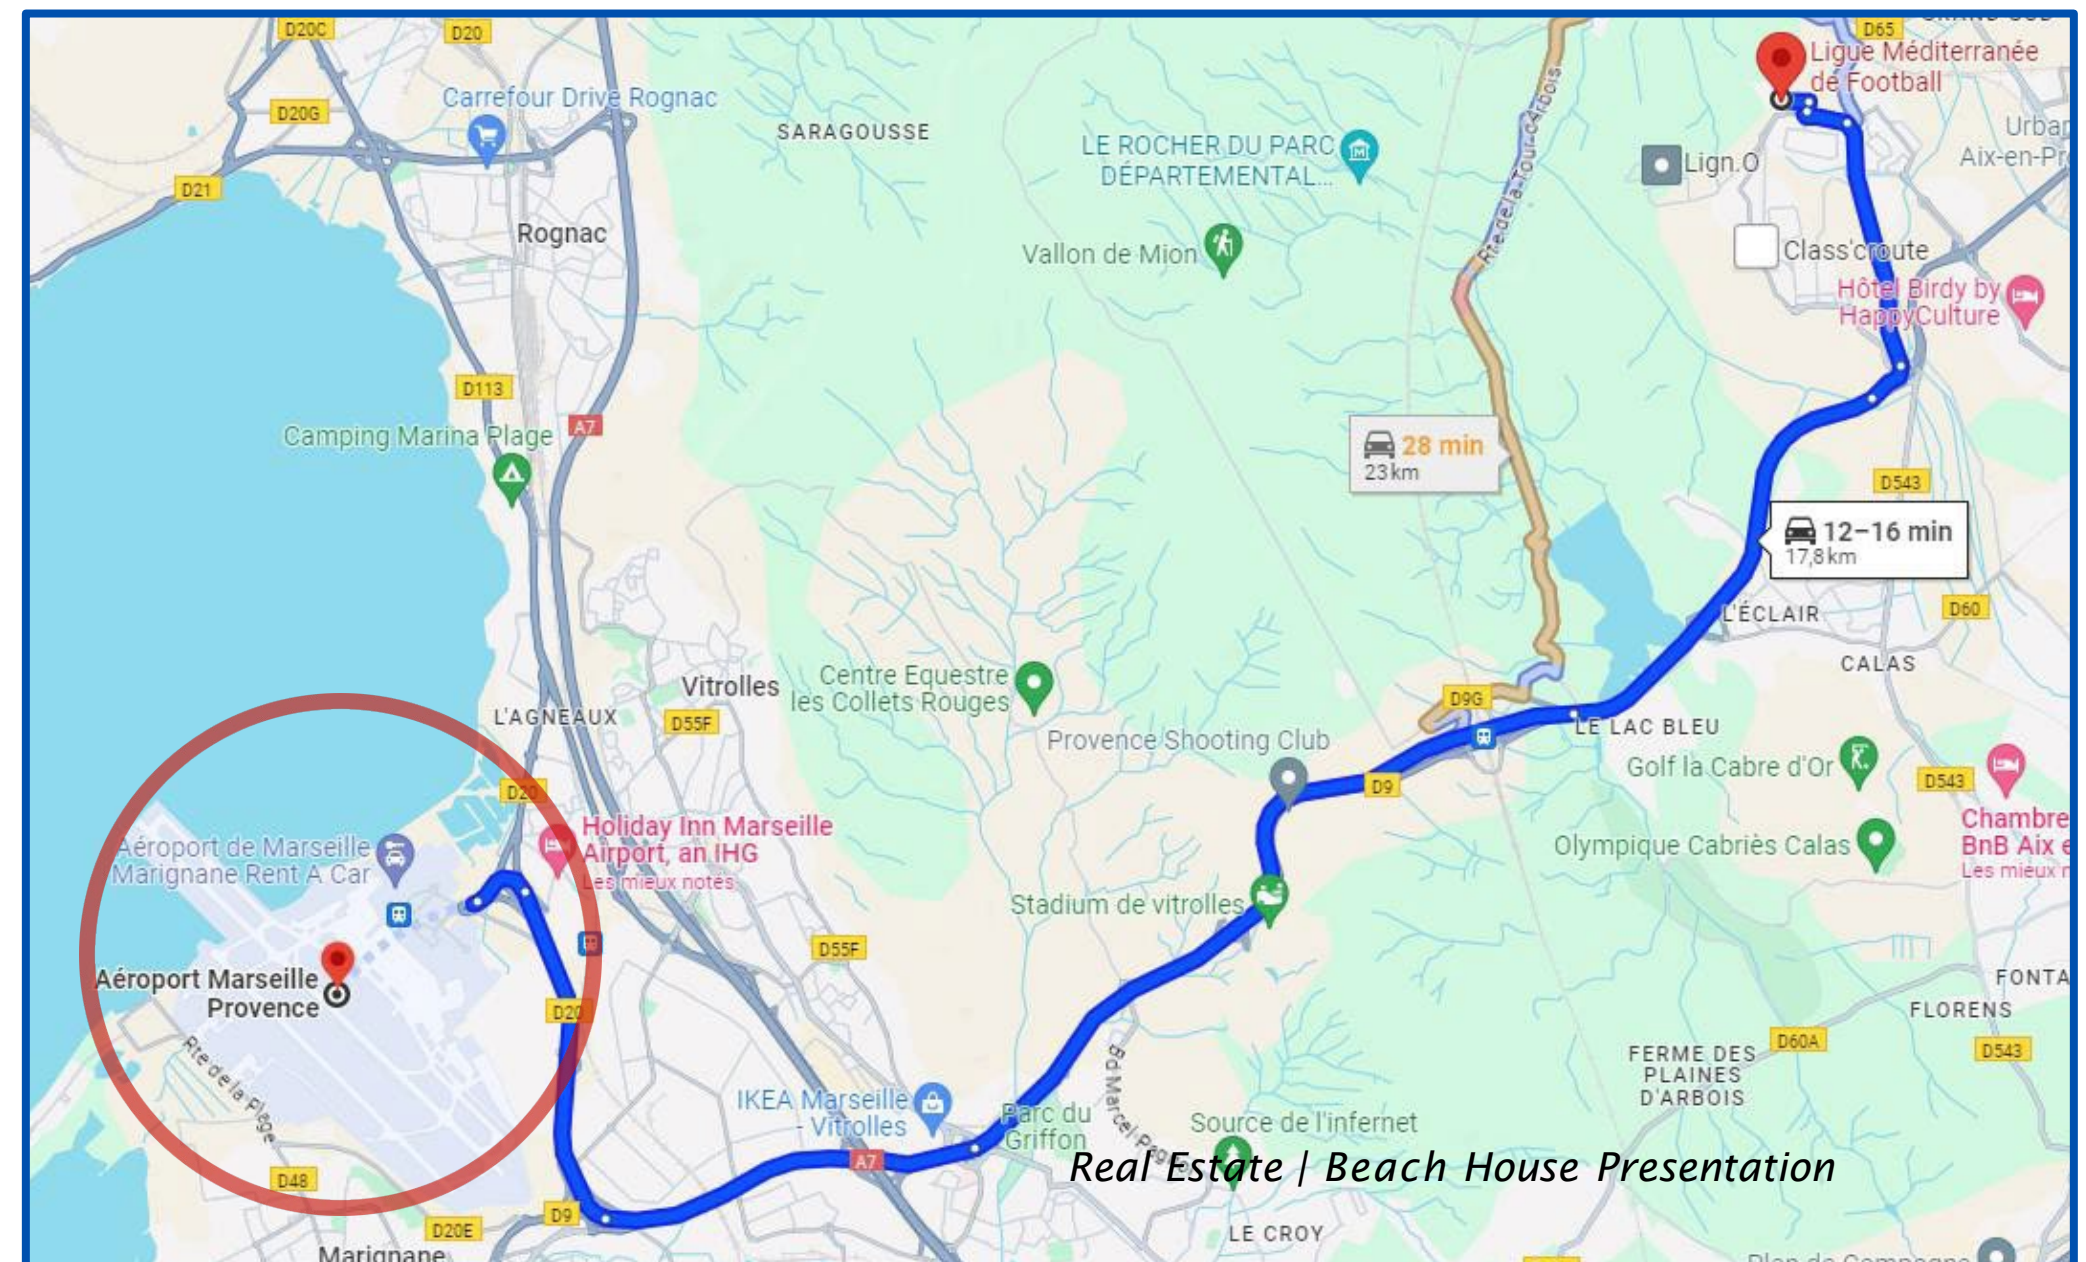 D20C
D20
D65
Ligue Méditerranée
de Football
Carrefour Drive Rognac
D20G
SARAGOUSSE
LE ROCHER DU PARC
DÉPARTEMENTAL...
Rte de la Tour d'Arbois
Lign.O
D21
Rognac
Vallon de Mion
Class'croute
Hôtel Birdy by
HappyCulture
D113
A7
Camping Marina Plage
28 min
23 km
D543
12–16 min
17,8 km
L'ÉCLAIR
D60
CALAS
Vitrolles
Centre Equestre
les Collets Rouges
D9G
L'AGNEAUX
D55F
Provence Shooting Club
LE LAC BLEU
Golf la Cabre d'Or
D543
D20
D9
Holiday Inn Marseille
Airport, an IHG
Les mieux notés
Aéroport de Marseille
Marignane Rent A Car
Olympique Cabriès Calas
Chambre
BnB Aix
Les mieux
Stadium de vitrolles
D55F
Aéroport Marseille
Provence
D20
FLORENS
Rte de la Plage
FERME DES
PLAINES
D'ARBOIS
D60A
D543
IKEA Marseille
- Vitrolles
Parc du
Griffon
Bd Marcel
Source de l'infernet
A7
Real Estate | Beach House Presentation
D48
D9
D20E
LE CROY
Marignane